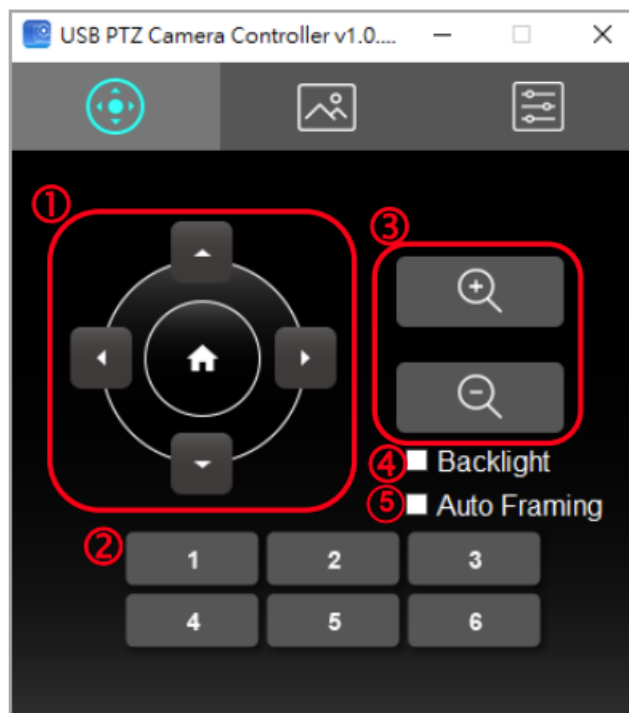 USB PTZ Camera Controller v1.0....
①
③
④ Backlight
⑤ Auto Framing
②
1 2 3
4 5 6